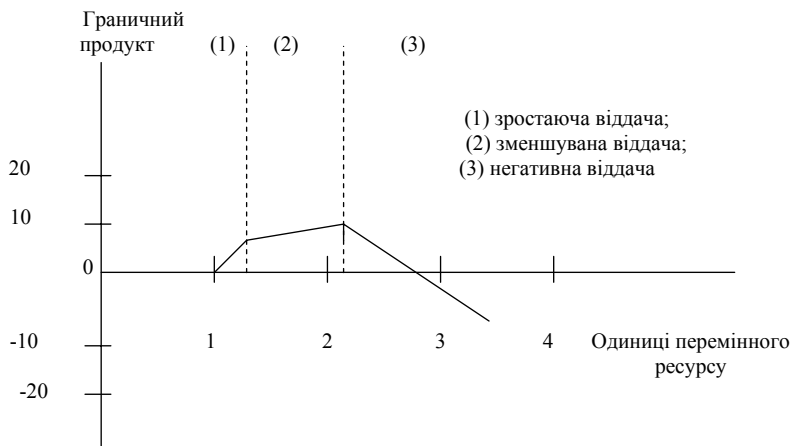 Граничний
продукт
(1) (2) (3)
(1) зростаюча віддача;
(2) зменшувана віддача;
(3) негативна віддача
20
10
0
-10
-20
1 2 3 4
Одиниці перемінного
ресурсу